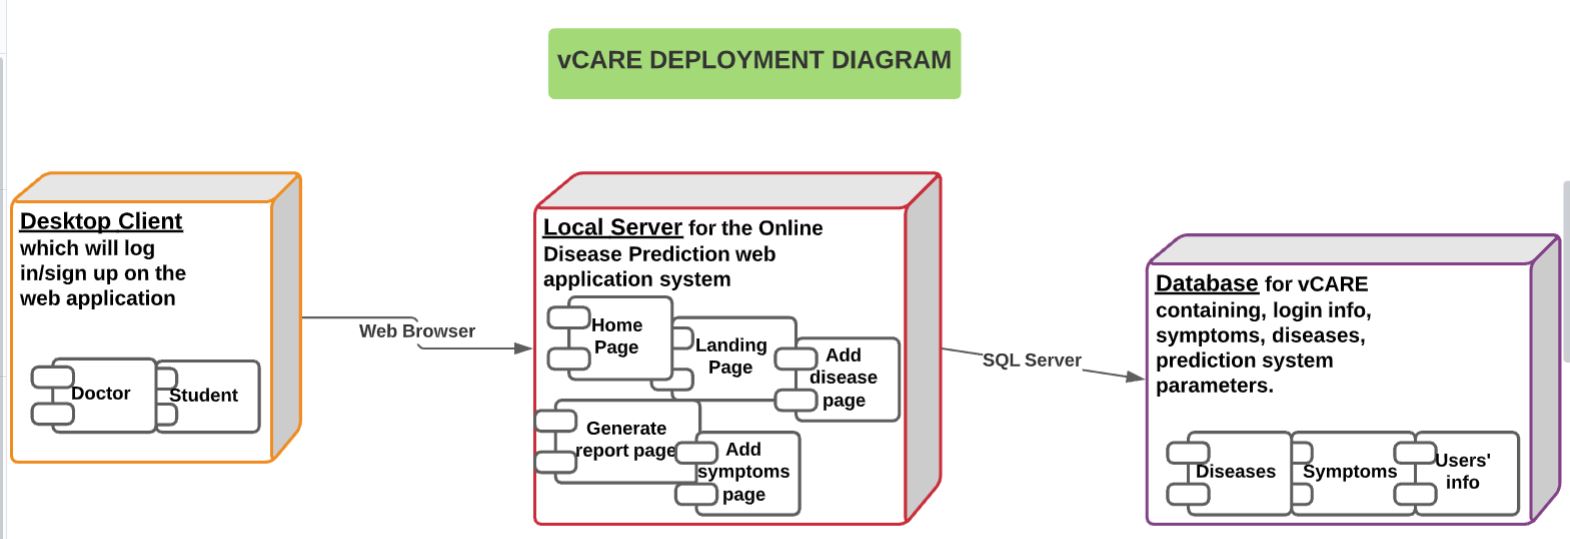 vCARE DEPLOYMENT DIAGRAM
Desktop Client
which will log
in/sign up on the
web application
Doctor
Student
Web Browser
Local Server for the Online
Disease Prediction web
application system
Home
Page
Landing
Page
Add
disease
page
Generate
report page
Add
symptoms
page
SQL Server
Database for vCARE
containing, login info,
symptoms, diseases,
prediction system
parameters.
Diseases
Symptoms
Users'
info